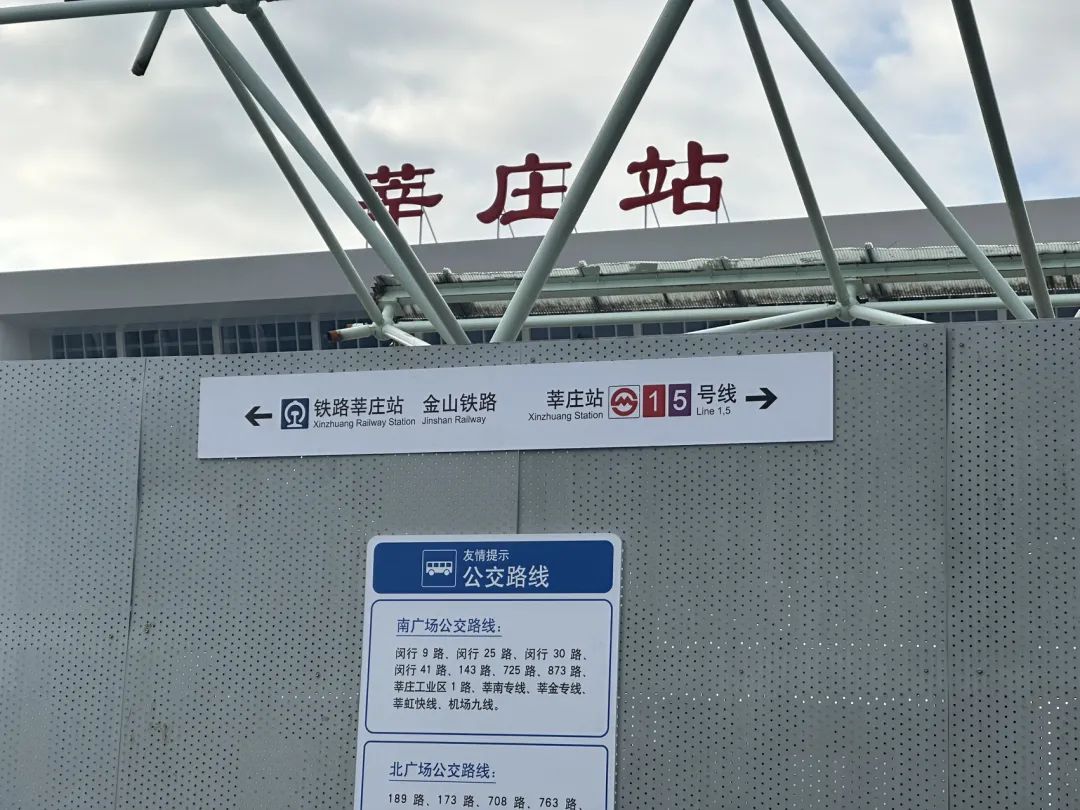 莘庄站
铁路莘庄站 金山铁路
Xinzhuang Railway Station Jinshan Railway
莘庄站 1 5 号线
Xinzhuang Station Line 1,5
友情提示
公交路线
南广场公交路线：
闵行 9 路、闵行 25 路、闵行 30 路、
闵行 41 路、143 路、725 路、873 路、
莘庄工业区 1 路、莘南专线、莘金专线、
莘虹快线、机场九线。
北广场公交路线：
189 路、173 路、708 路、763 路、